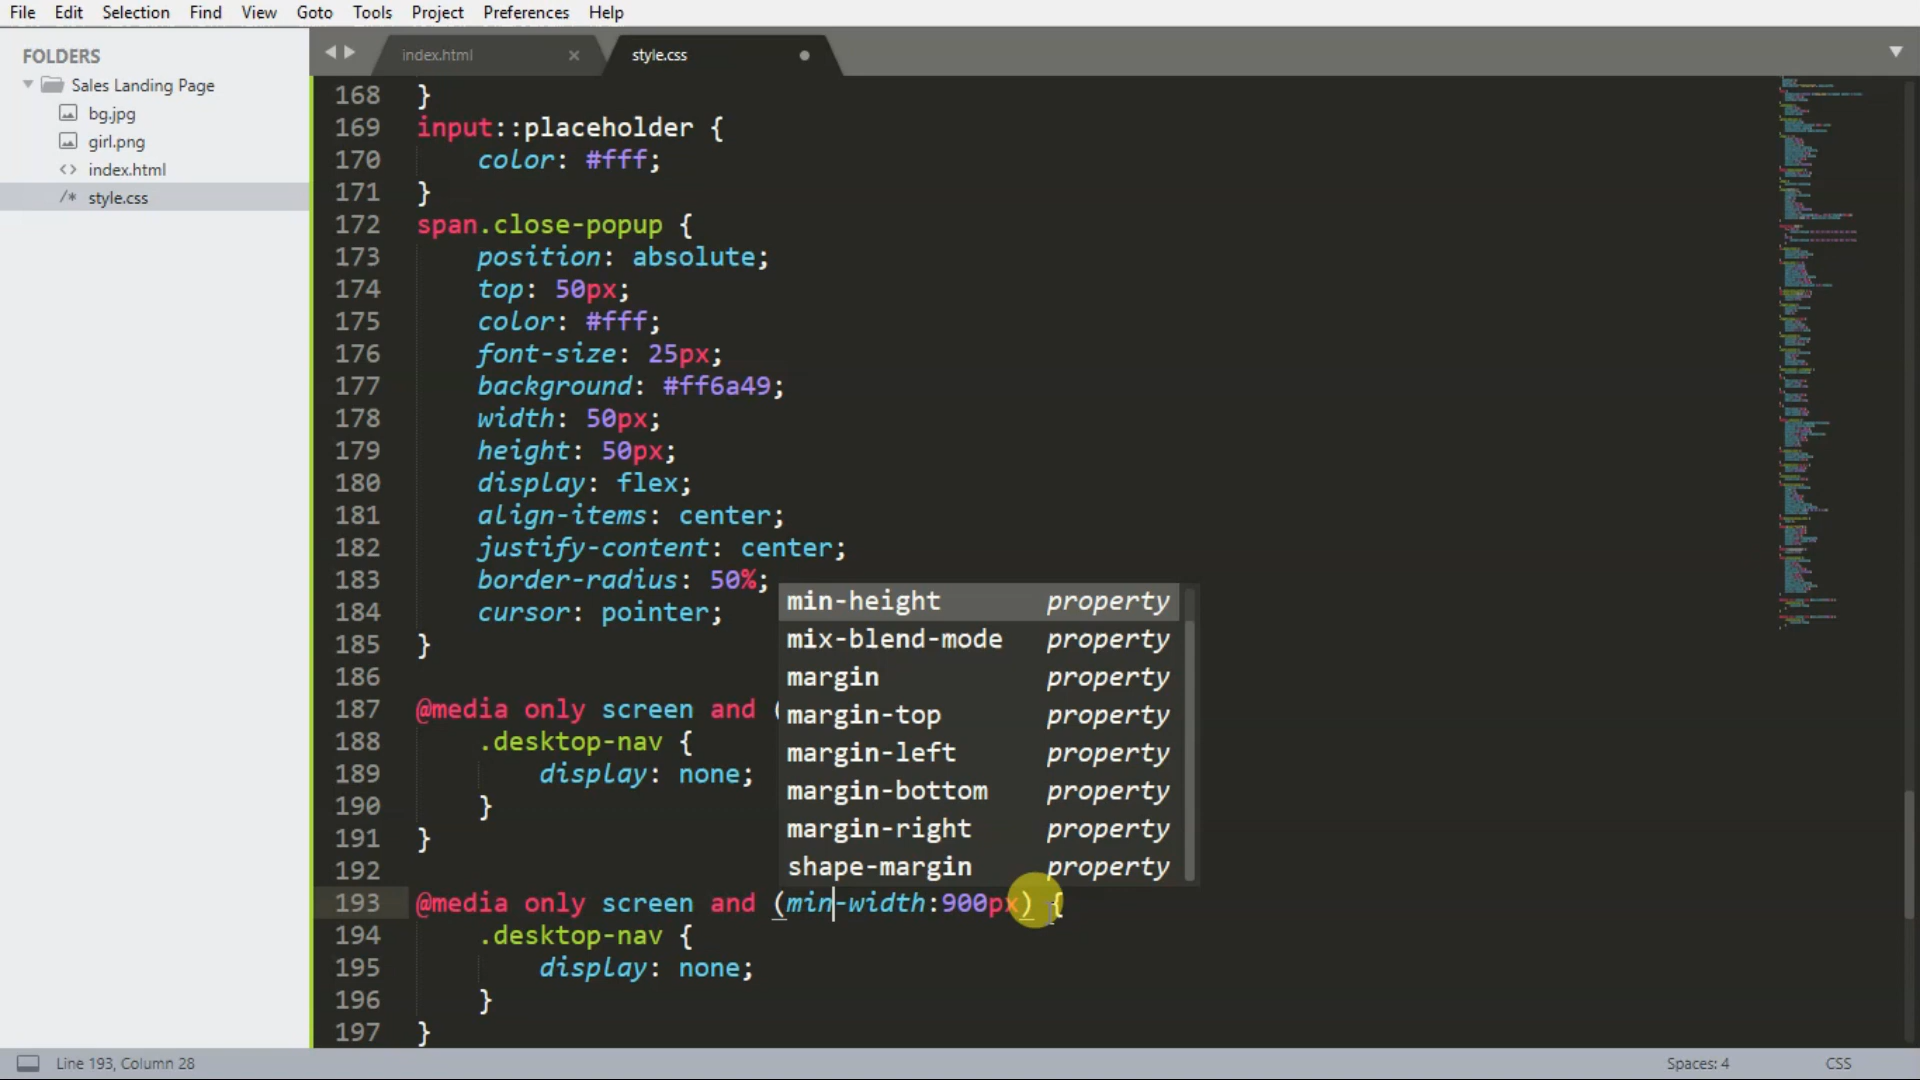 File Edit Selection Find View Goto Tools Project Preferences Help
FOLDERS
Sales Landing Page
bg.jpg
girl.png
<> index.html
/* style.css
index.html ×
style.css
168 }
169 input::placeholder {
170 color: #fff;
171 }
172 span.close-popup {
173 position: absolute;
174 top: 50px;
175 color: #fff;
176 font-size: 25px;
177 background: #ff6a49;
178 width: 50px;
179 height: 50px;
180 display: flex;
181 align-items: center;
182 justify-content: center;
183 border-radius: 50%;
184 cursor: pointer;
185 }
186
187 @media only screen and (
188 .desktop-nav {
189 display: none;
190 }
191 }
192
193 @media only screen and (min-width:900px) {
194 .desktop-nav {
195 display: none;
196 }
197 }
min-height property
mix-blend-mode property
margin property
margin-top property
margin-left property
margin-bottom property
margin-right property
shape-margin property
Line 193, Column 28
Spaces: 4
CSS